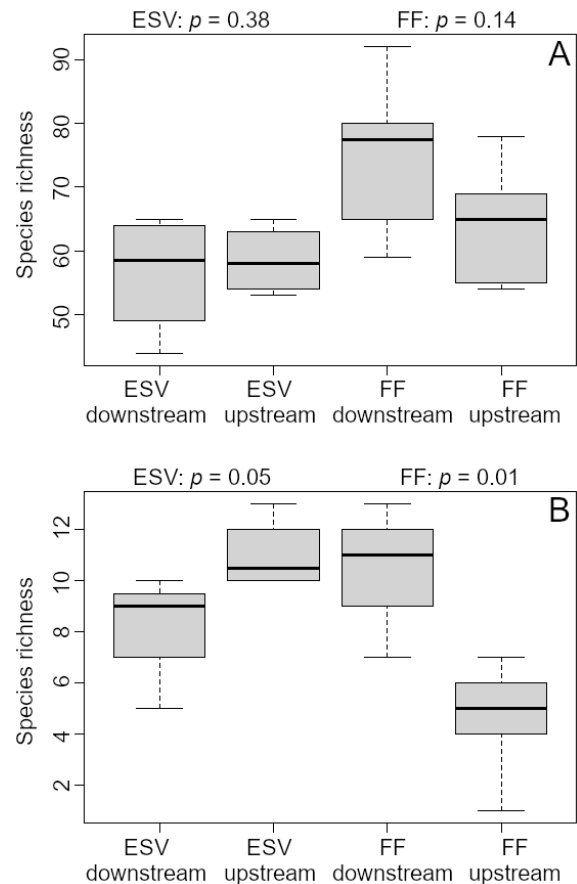 ESV: p = 0.38 FF: p = 0.14
A
Species richness
90
80
70
60
50
ESV downstream
ESV upstream
FF downstream
FF upstream
ESV: p = 0.05 FF: p = 0.01
B
Species richness
12
10
8
6
4
2
ESV downstream
ESV upstream
FF downstream
FF upstream